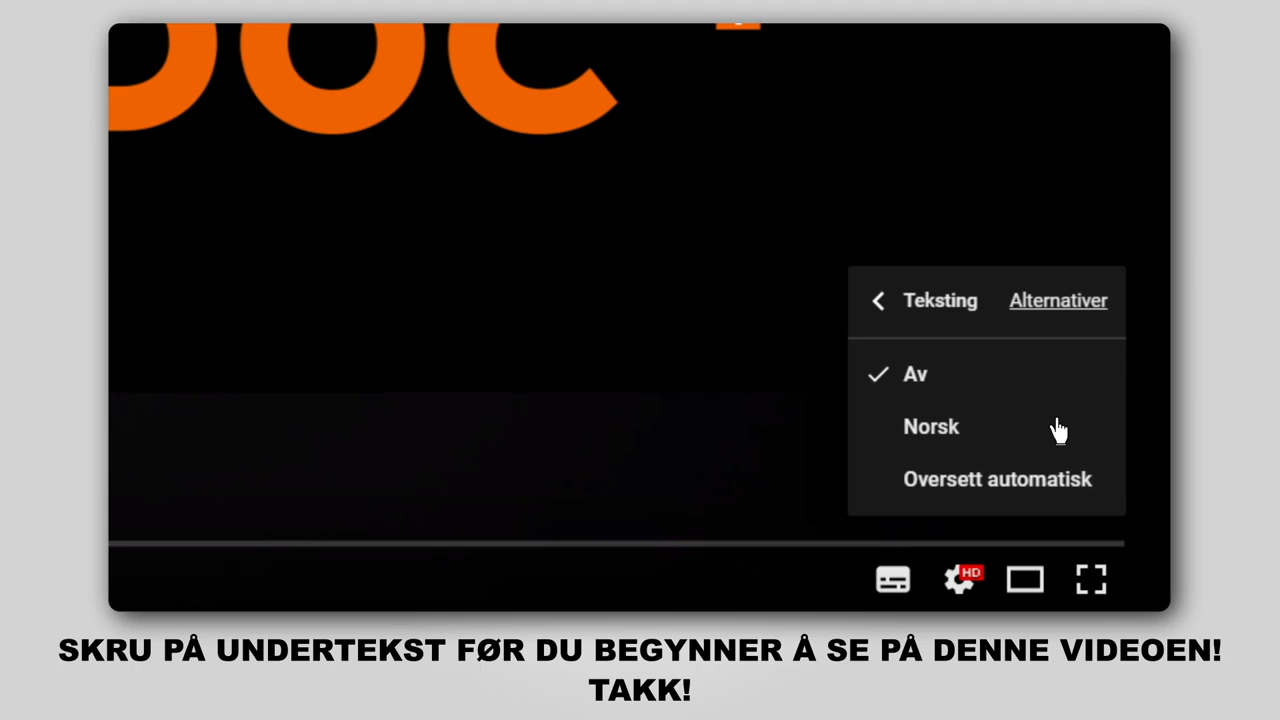 Teksting Alternativer
Av
Norsk
Oversett automatisk
HD
SKRU PÅ UNDERTEKST FØR DU BEGYNNER Å SE PÅ DENNE VIDEOEN!
TAKK!